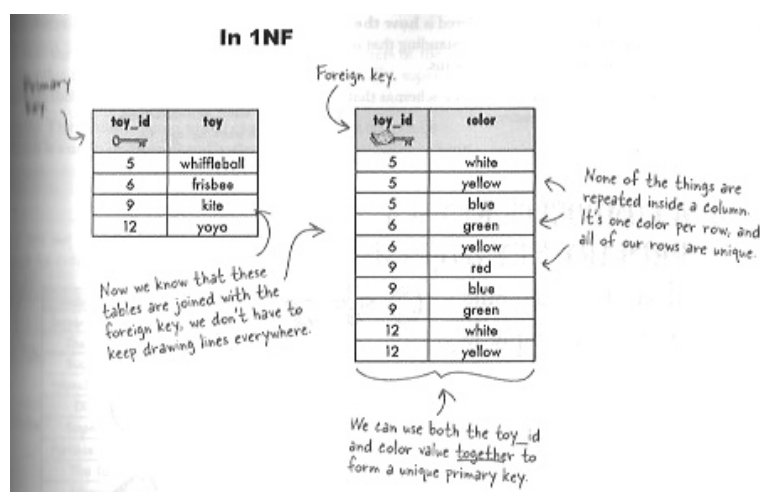 In 1NF
Primary
key
toy_id toy
5 whiffleball
6 frisbee
9 kite
12 yoyo
Now we know that these
tables are joined with the
foreign key, we don't have to
keep drawing lines everywhere.
Foreign key.
toy_id color
5 white
5 yellow
5 blue
6 green
6 yellow
9 red
9 blue
9 green
12 white
12 yellow
None of the things are
repeated inside a column.
It's one color per row, and
all of our rows are unique.
We can use both the toy_id
and color value together to
form a unique primary key.